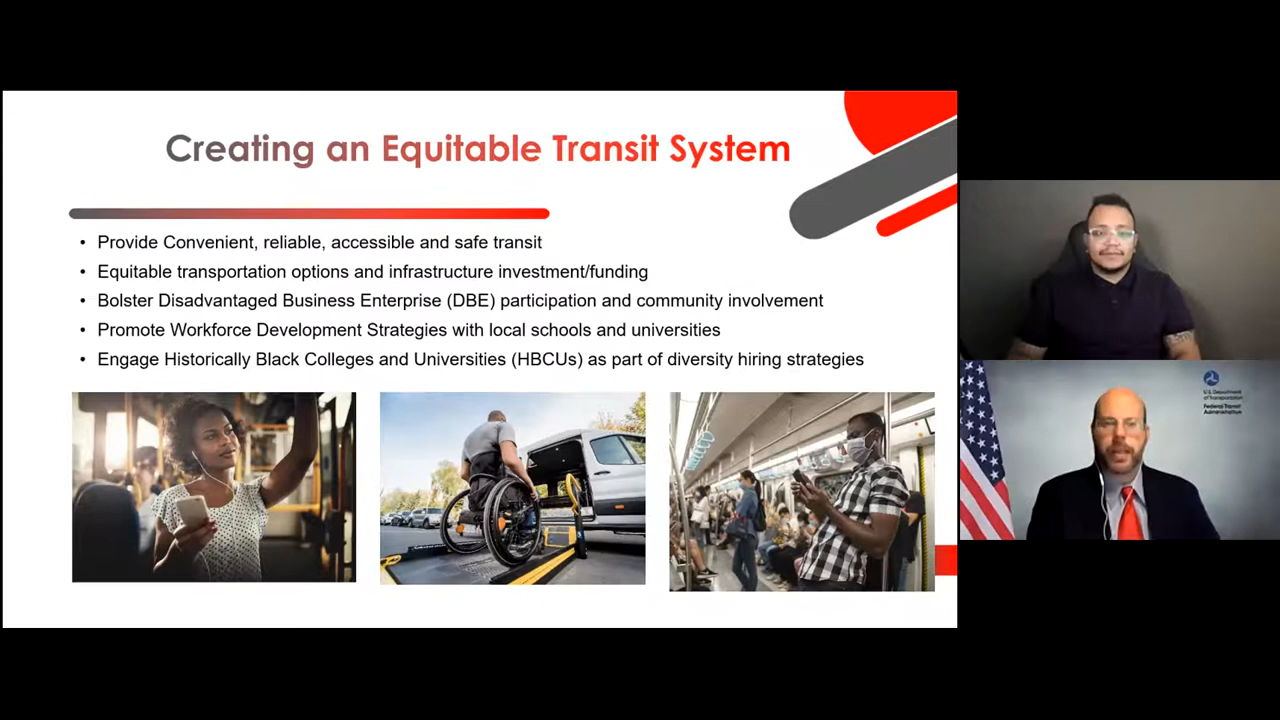 Creating an Equitable Transit System
• Provide Convenient, reliable, accessible and safe transit
• Equitable transportation options and infrastructure investment/funding
• Bolster Disadvantaged Business Enterprise (DBE) participation and community involvement
• Promote Workforce Development Strategies with local schools and universities
• Engage Historically Black Colleges and Universities (HBCUs) as part of diversity hiring strategies
U.S. Department
of Transportation
Federal Transit
Administration